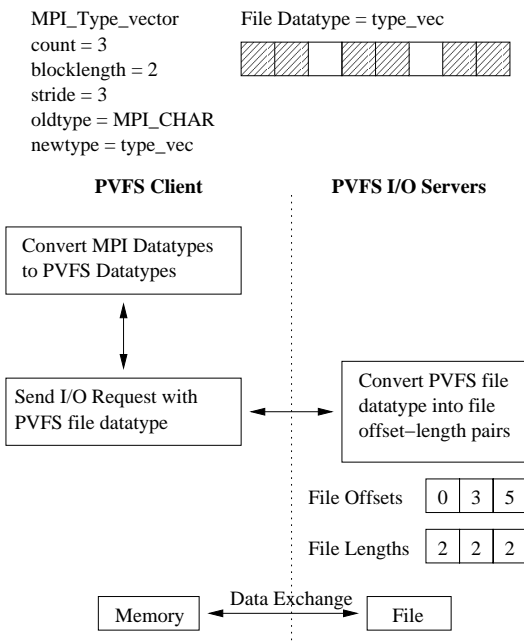 MPI_Type_vector
count = 3
blocklength = 2
stride = 3
oldtype = MPI_CHAR
newtype = type_vec
File Datatype = type_vec
PVFS Client
PVFS I/O Servers
Convert MPI Datatypes
to PVFS Datatypes
Send I/O Request with
PVFS file datatype
Convert PVFS file
datatype into file
offset−length pairs
File Offsets 0 3 5
File Lengths 2 2 2
Data Exchange
Memory
File